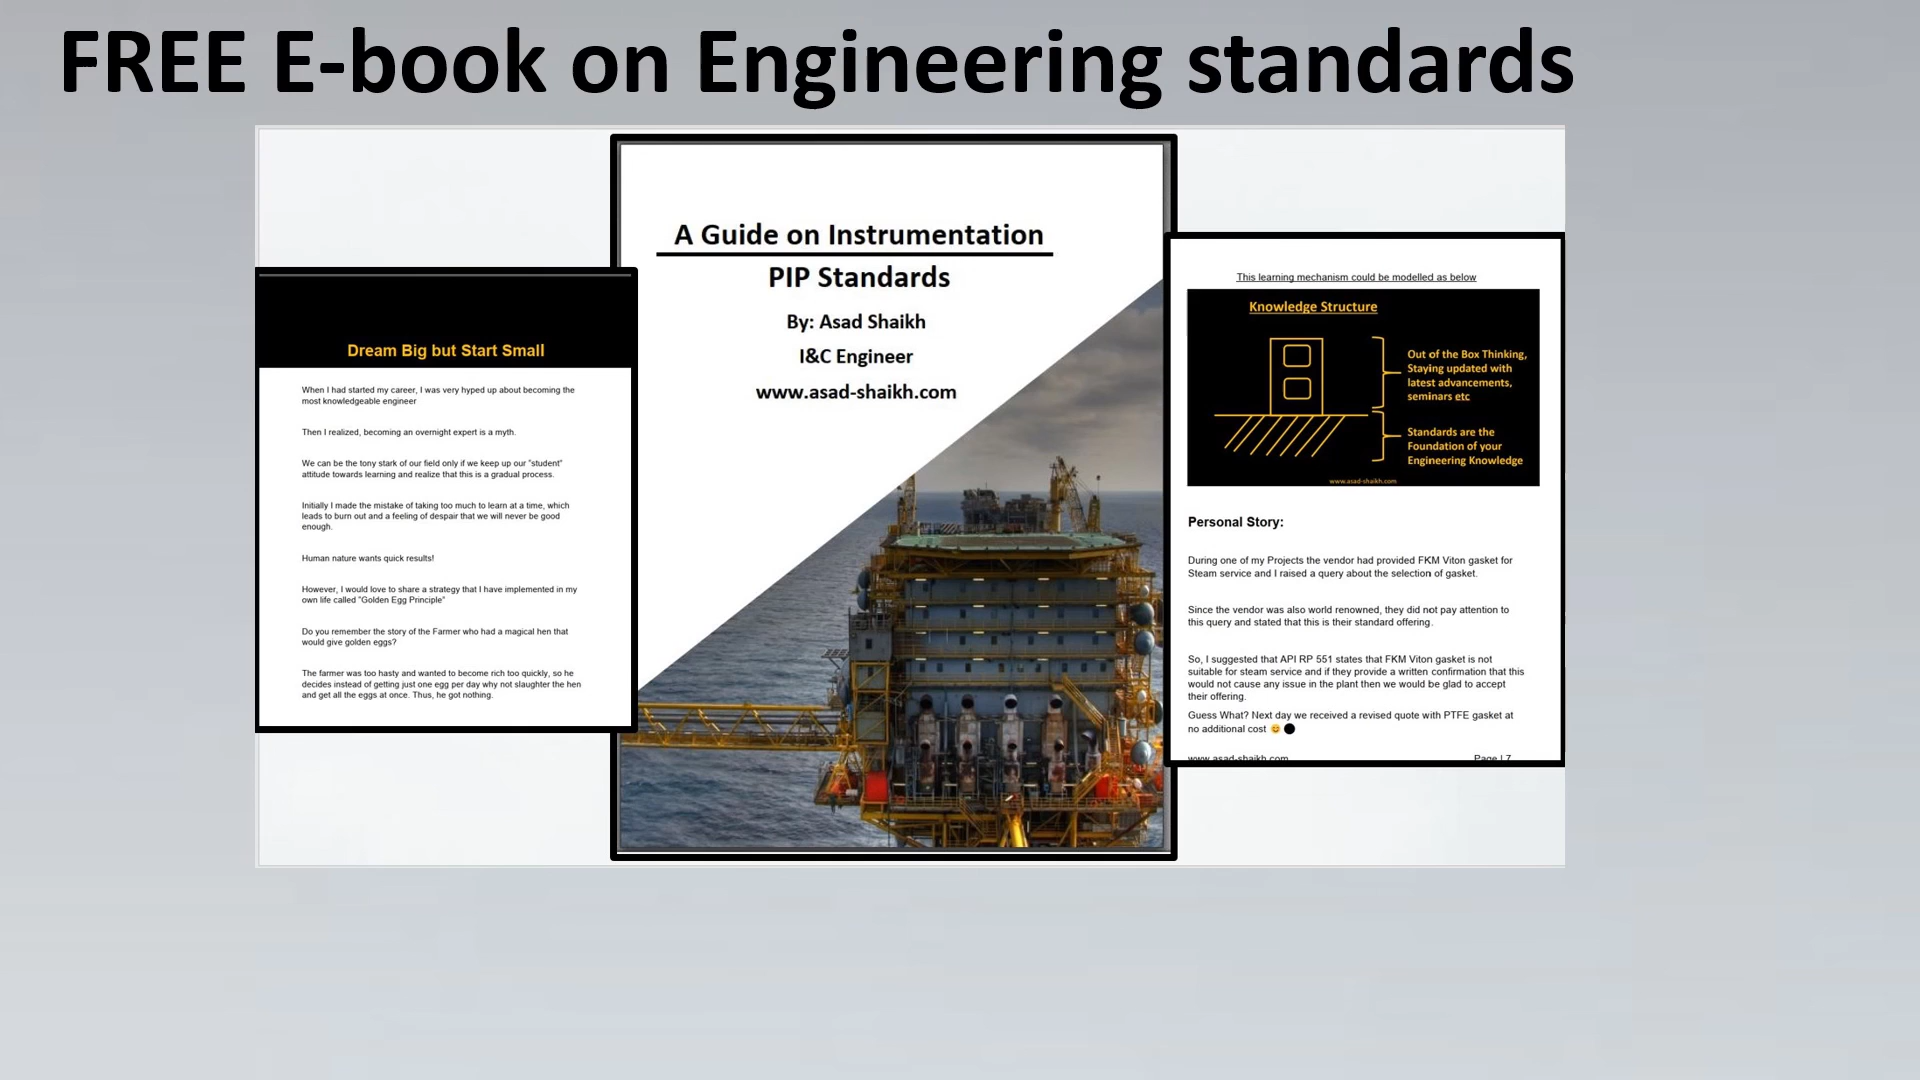 FREE E-book on Engineering standards
Dream Big but Start Small
When I had started my career, I was very hyped up about becoming the
most knowledgeable engineer
Then I realized, becoming an overnight expert is a myth.
We can be the tony stark of our field only if we keep up our "student"
attitude towards learning and realize that this is a gradual process.
Initially I made the mistake of taking too much to learn at a time, which
leads to burn out and a feeling of despair that we will never be good
enough.
Human nature wants quick results!
However, I would love to share a strategy that I have implemented in my
own life called "Golden Egg Principle"
Do you remember the story of the Farmer who had a magical hen that
would give golden eggs?
The farmer was too hasty and wanted to become rich too quickly, so he
decides instead of getting just one egg per day why not slaughter the hen
and get all the eggs at once. Thus, he got nothing.
A Guide on Instrumentation
PIP Standards
By: Asad Shaikh
I&C Engineer
www.asad-shaikh.com
This learning mechanism could be modelled as below
Knowledge Structure
Out of the Box Thinking,
Staying updated with
latest advancements,
seminars etc
Standards are the
Foundation of your
Engineering Knowledge
www.asad-shaikh.com
Personal Story:
During one of my Projects the vendor had provided FKM Viton gasket for
Steam service and I raised a query about the selection of gasket.
Since the vendor was also world renowned, they did not pay attention to
this query and stated that this is their standard offering.
So, I suggested that API RP 551 states that FKM Viton gasket is not
suitable for steam service and if they provide a written confirmation that this
would not cause any issue in the plant then we would be glad to accept
their offering.
Guess What? Next day we received a revised quote with PTFE gasket at
no additional cost 😊
www.asad-shaikh.com Page | 7